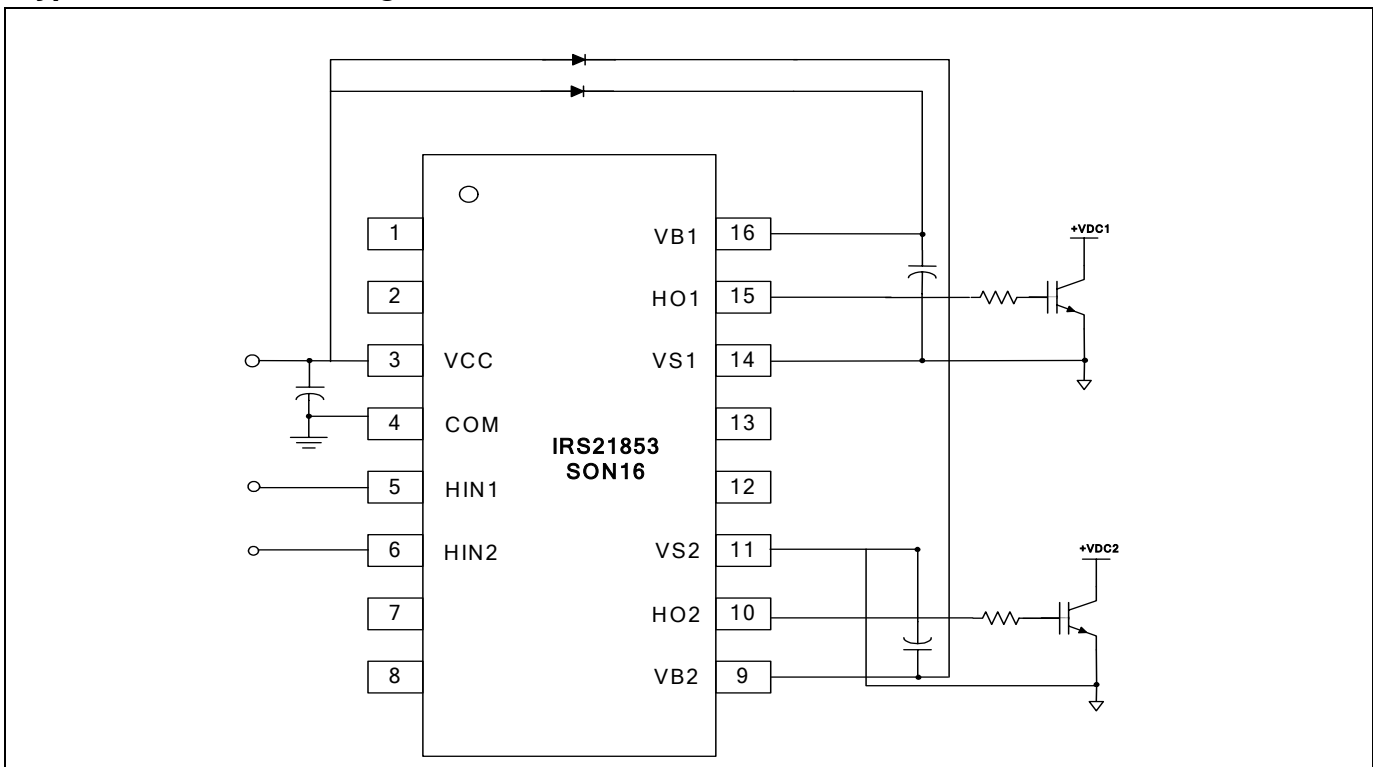 1
2
3 VCC
4 COM
5 HIN1
6 HIN2
7
8
IRS21853
SON16
VB1 16
HO1 15
VS1 14
13
12
VS2 11
HO2 10
VB2 9
+VDC1
+VDC2